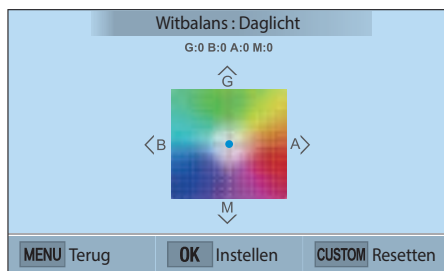 Witbalans : Daglicht
G:0 B:0 A:0 M:0
G
B A
M
MENU Terug OK Instellen CUSTOM Resetten